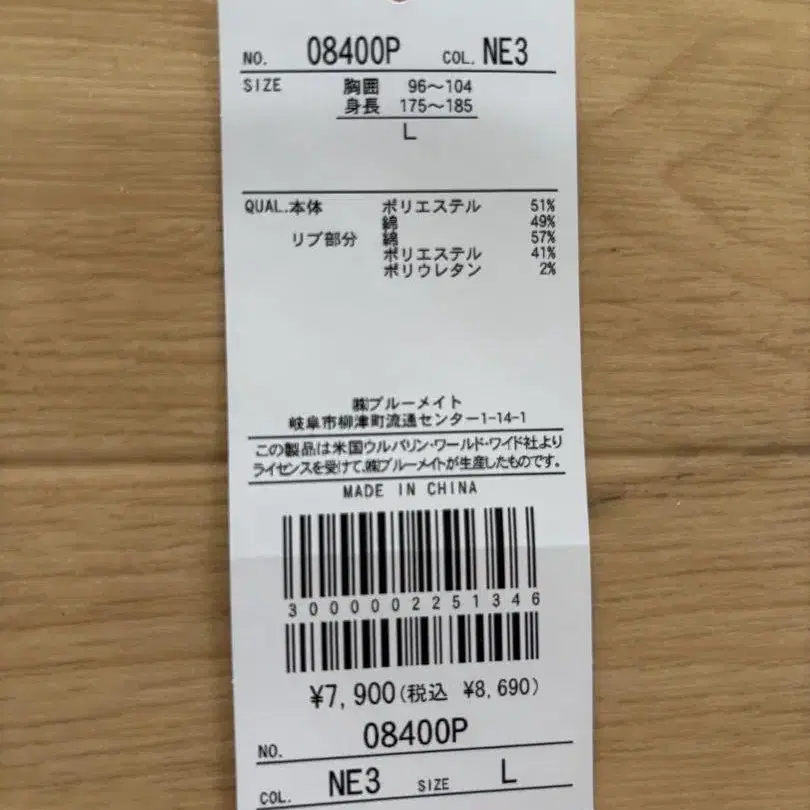 NO. 08400P COL. NE3
SIZE 胸囲 96～104
身長 175～185
L
QUAL.本体 ポリエステル 51%
綿 49%
リブ部分 綿 57%
ポリエステル 41%
ポリウレタン 2%
㈱ブルーメイト
岐阜市柳津町流通センター1-14-1
この製品は米国ウルバリン・ワールド・ワイド社より
ライセンスを受けて、㈱ブルーメイトが生産したものです。
MADE IN CHINA
3000002251346
¥7,900(税込 ¥8,690)
NO. 08400P
COL. NE3 SIZE L